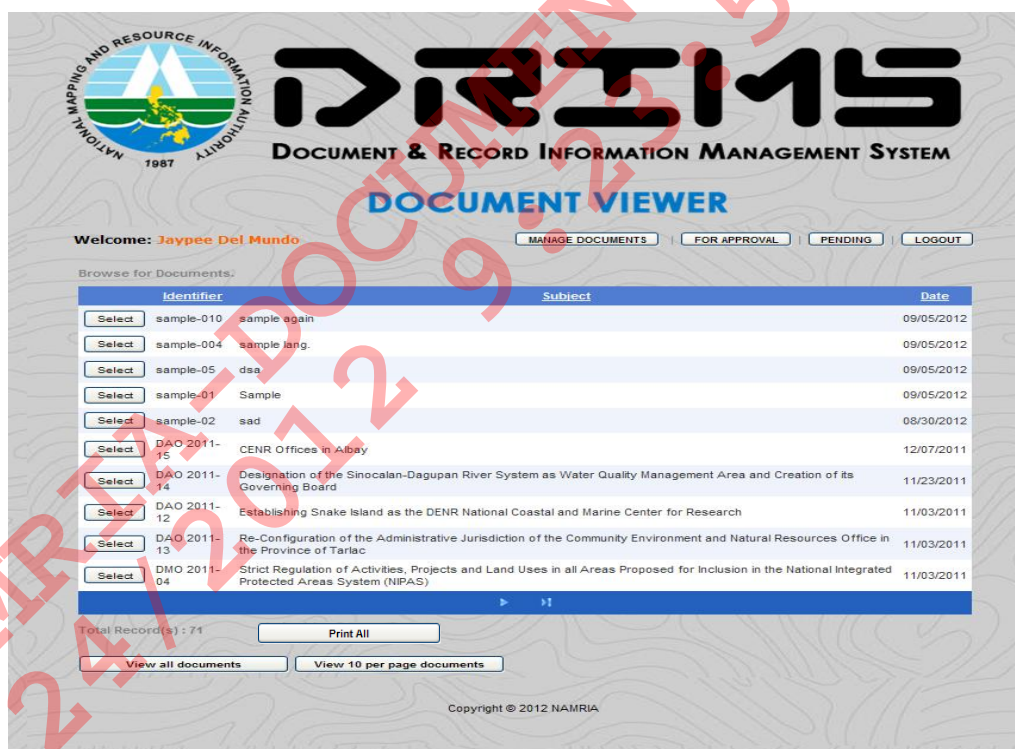 NATIONAL MAPPING AND RESOURCE INFORMATION AUTHORITY
1987
DRIMS
DOCUMENT & RECORD INFORMATION MANAGEMENT SYSTEM
DOCUMENT VIEWER
Welcome: Jaypee Del Mundo MANAGE DOCUMENTS | FOR APPROVAL | PENDING | LOGOUT
Browse for Documents.
Identifier Subject Date
Select sample-010 sample again 09/05/2012
Select sample-004 sample lang. 09/05/2012
Select sample-05 dsa 09/05/2012
Select sample-01 Sample 09/05/2012
Select sample-02 sad 08/30/2012
Select DAO 2011-
15 CENR Offices in Albay 12/07/2011
Select DAO 2011-
14 Designation of the Sinocalan-Dagupan River System as Water Quality Management Area and Creation of its
Governing Board 11/23/2011
Select DAO 2011-
12 Establishing Snake Island as the DENR National Coastal and Marine Center for Research 11/03/2011
Select DAO 2011-
13 Re-Configuration of the Administrative Jurisdiction of the Community Environment and Natural Resources Office in
the Province of Tarlac 11/03/2011
Select DMO 2011-
04 Strict Regulation of Activities, Projects and Land Uses in all Areas Proposed for Inclusion in the National Integrated
Protected Areas System (NIPAS) 11/03/2011
Total Record(s) : 71 Print All
View all documents View 10 per page documents
Copyright © 2012 NAMRIA